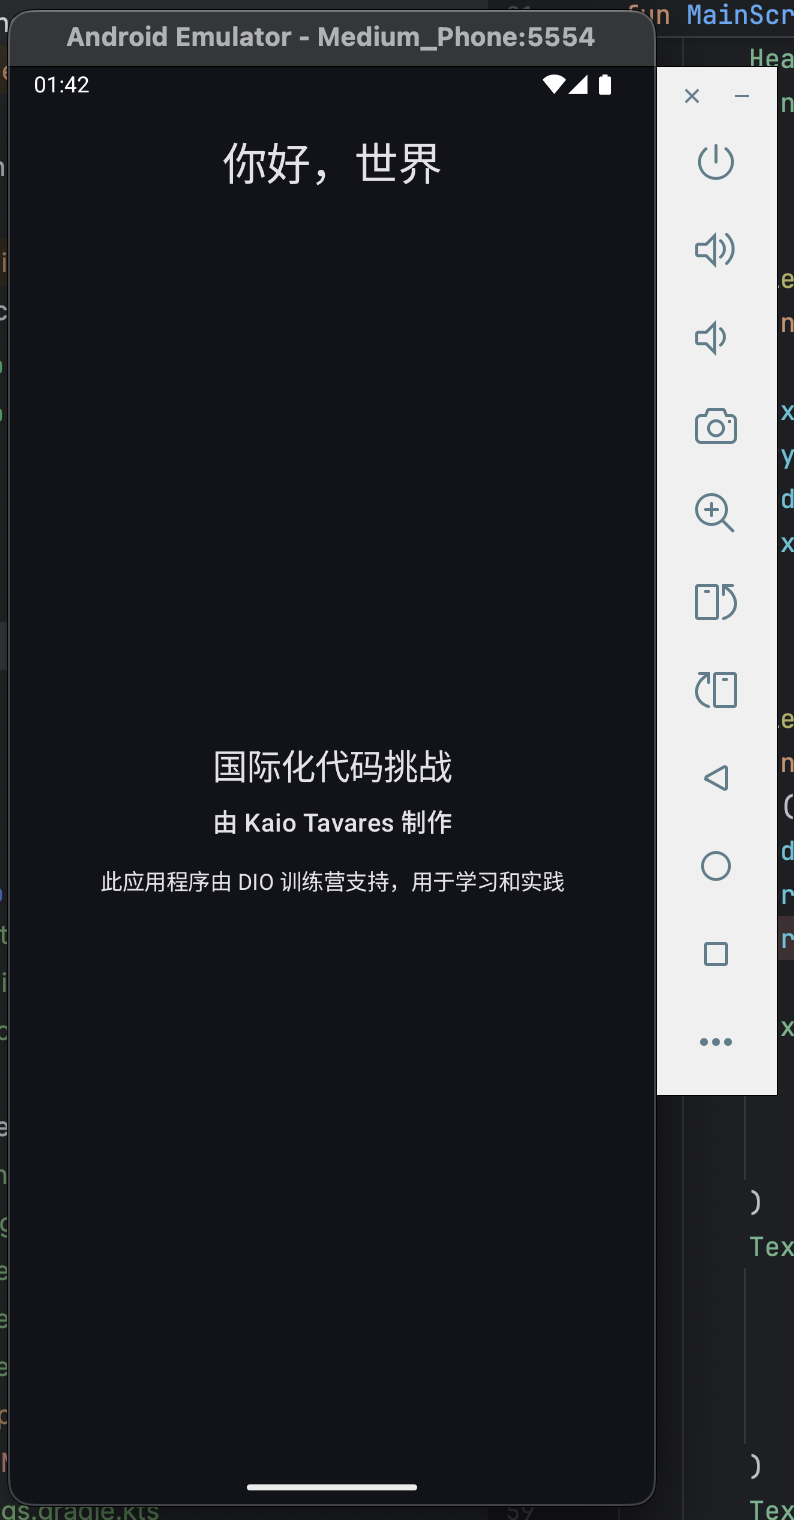 Android Emulator - Medium_Phone:5554
01:42
你好，世界
国际化代码挑战
由 Kaio Tavares 制作
此应用程序由 DIO 训练营支持，用于学习和实践
fun MainScr
Hea
)
Tex
)
Tex
gs.gradle.kts
59